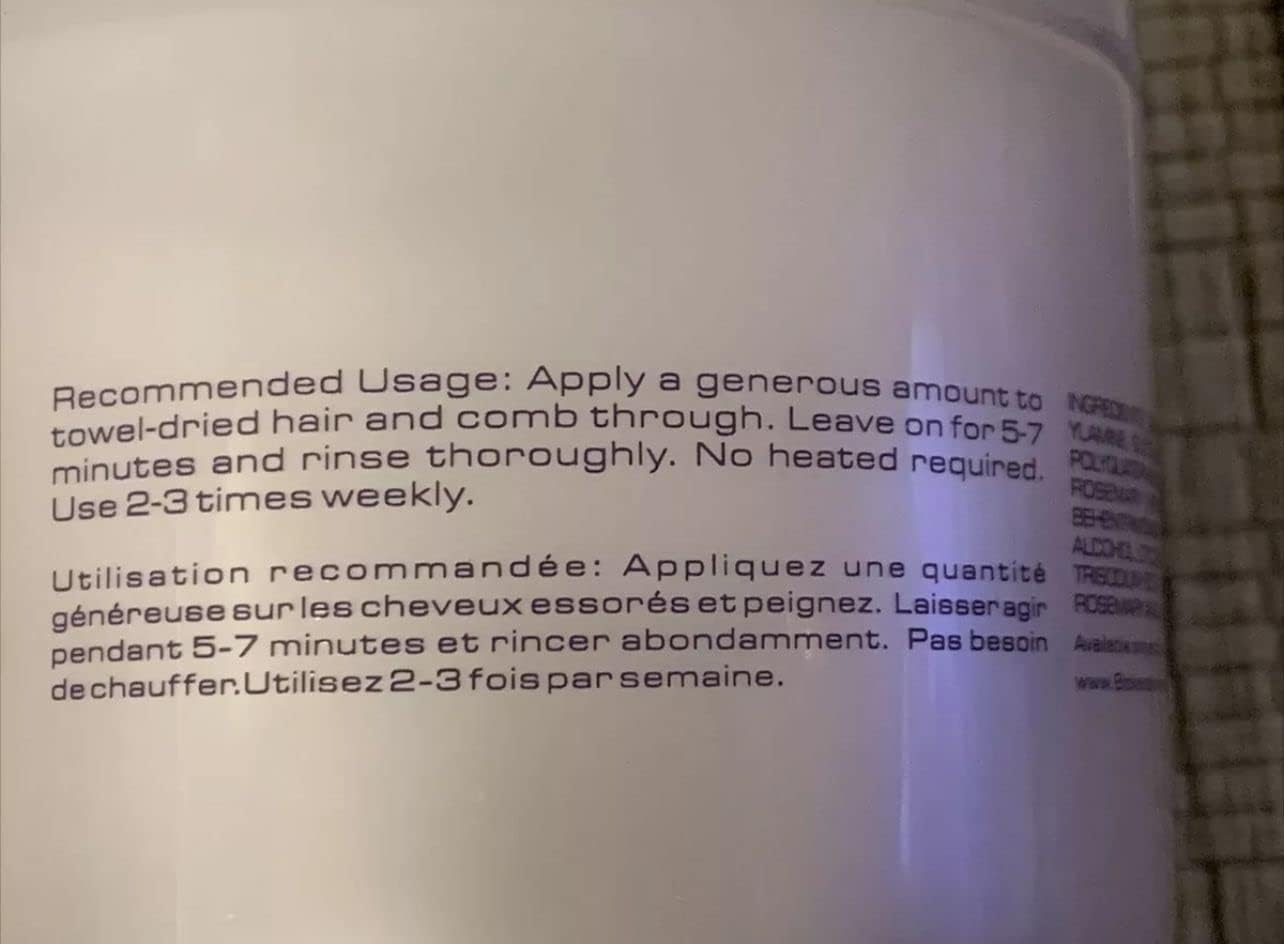 Recommended Usage: Apply a generous amount to
towel-dried hair and comb through. Leave on for 5-7
minutes and rinse thoroughly. No heated required.
Use 2-3 times weekly.
Utilisation recommandée: Appliquez une quantité
généreuse sur les cheveux essorés et peignez. Laisser agir
pendant 5-7 minutes et rincer abondamment. Pas besoin
de chauffer. Utilisez 2-3 fois par semaine.
ROSEMARY
ALCOHOL